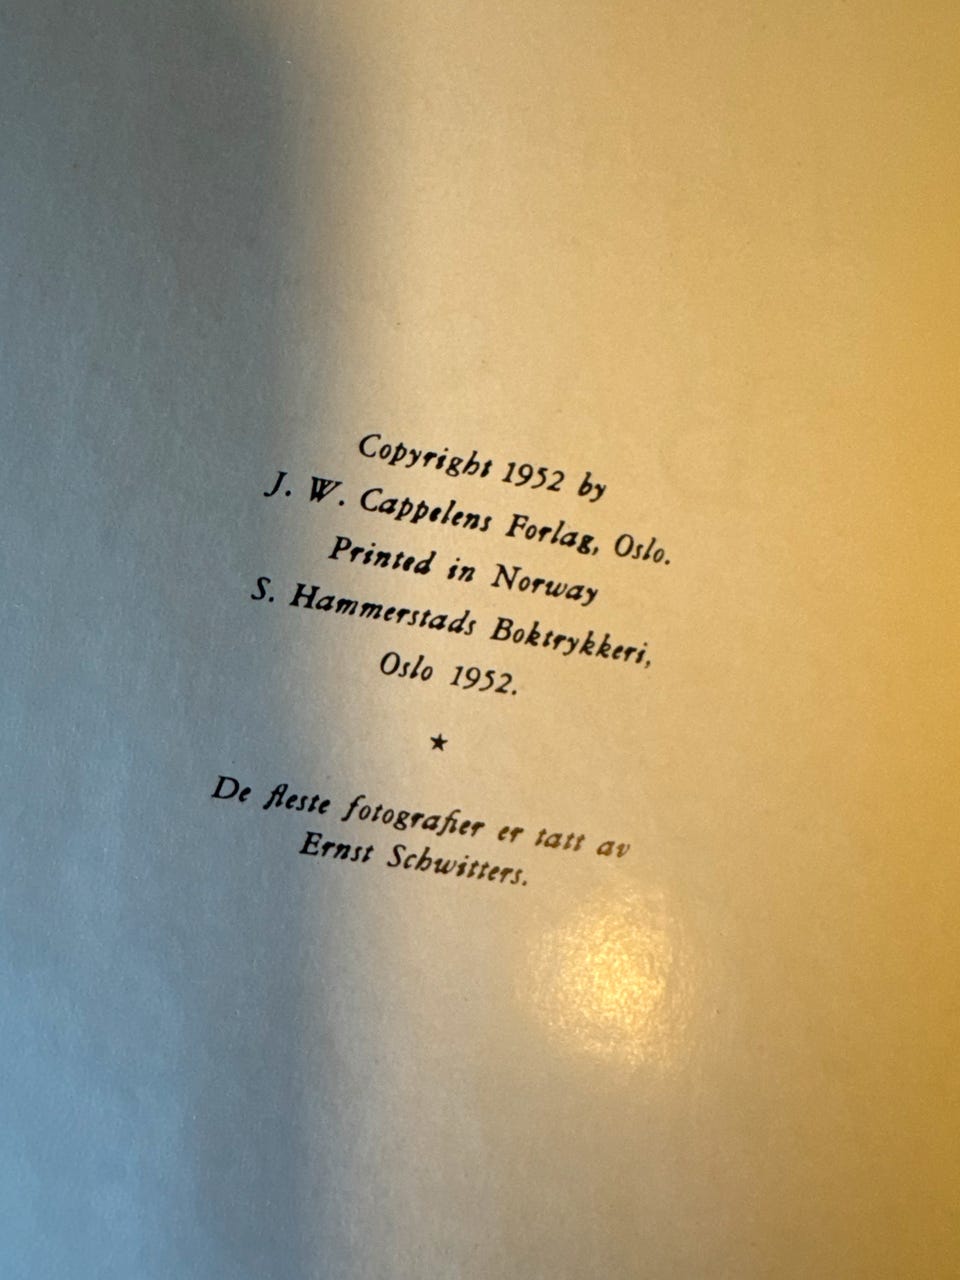 Copyright 1952 by
J. W. Cappelens Forlag, Oslo.
Printed in Norway
S. Hammerstads Boktrykkeri,
Oslo 1952.
★
De fleste fotografier er tatt av
Ernst Schwitters.